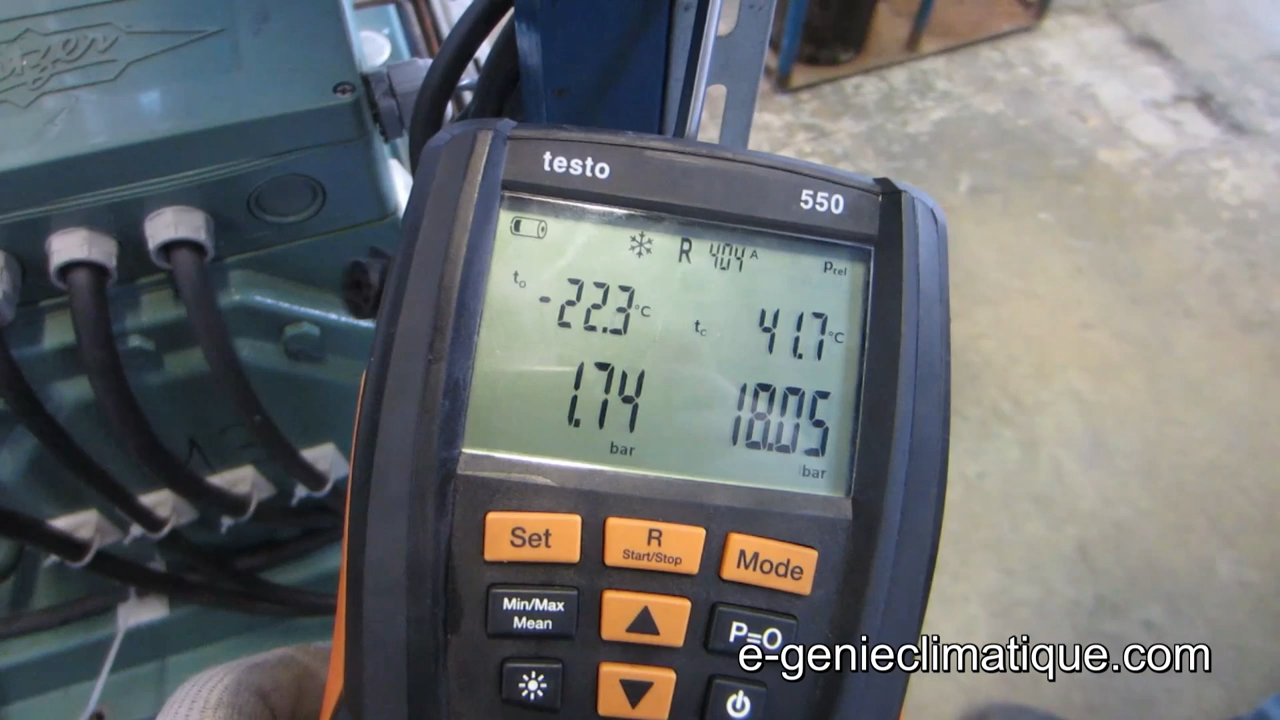 testo
550
R 404A
prel
to -22.3 °C
tc 41.7 °C
1.74
18.05
bar
bar
Set
R
Start/Stop
Mode
Min/Max
Mean
P=0
e-genieclimatique.com